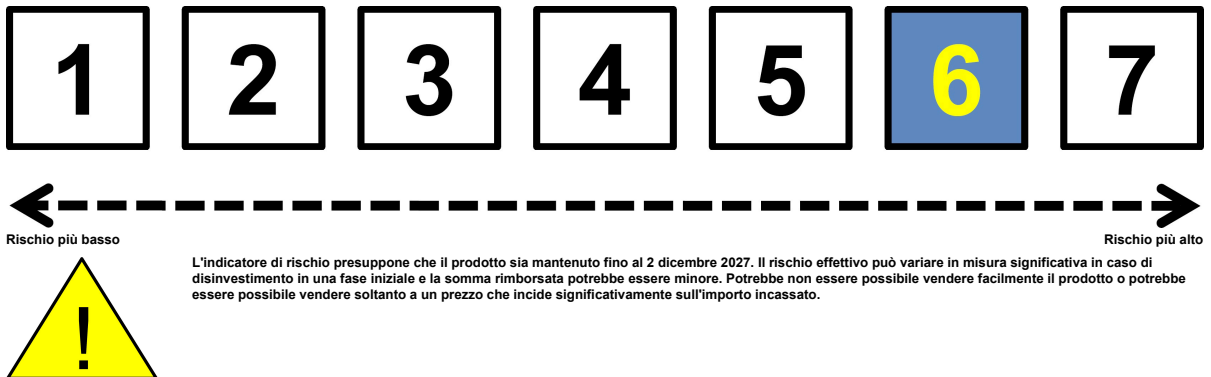 1 2 3 4 5 6 7
Rischio più basso Rischio più alto
L'indicatore di rischio presuppone che il prodotto sia mantenuto fino al 2 dicembre 2027. Il rischio effettivo può variare in misura significativa in caso di
disinvestimento in una fase iniziale e la somma rimborsata potrebbe essere minore. Potrebbe non essere possibile vendere facilmente il prodotto o potrebbe
essere possibile vendere soltanto a un prezzo che incide significativamente sull'importo incassato.
!